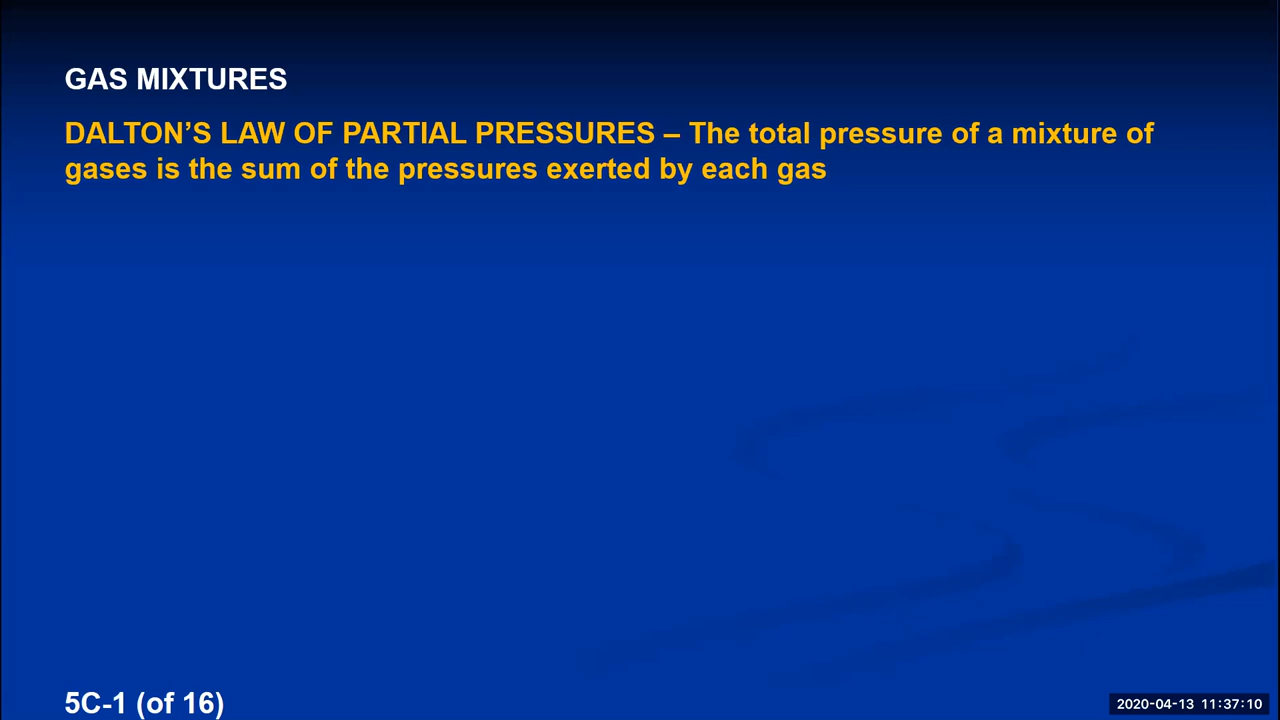 GAS MIXTURES
DALTON’S LAW OF PARTIAL PRESSURES – The total pressure of a mixture of
gases is the sum of the pressures exerted by each gas
5C-1 (of 16)
2020-04-13 11:37:10